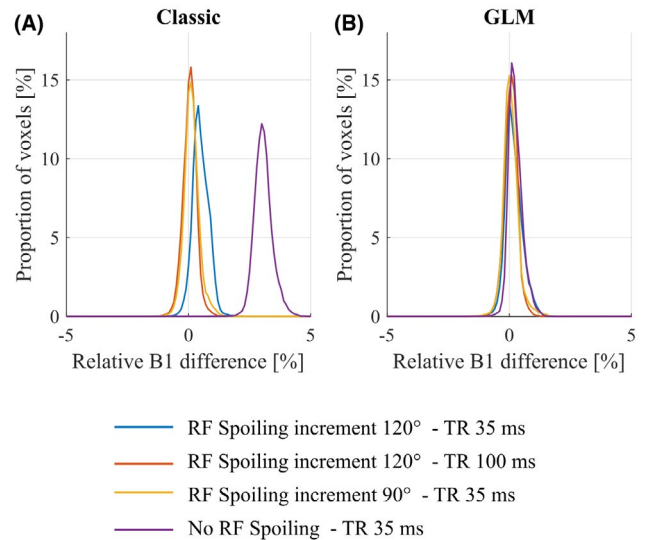 (A)
Classic
Proportion of voxels [%]
15
10
5
0
-5
0
5
Relative B1 difference [%]
(B)
GLM
Proportion of voxels [%]
15
10
5
0
-5
0
5
Relative B1 difference [%]
RF Spoiling increment 120° - TR 35 ms
RF Spoiling increment 120° - TR 100 ms
RF Spoiling increment 90° - TR 35 ms
No RF Spoiling - TR 35 ms